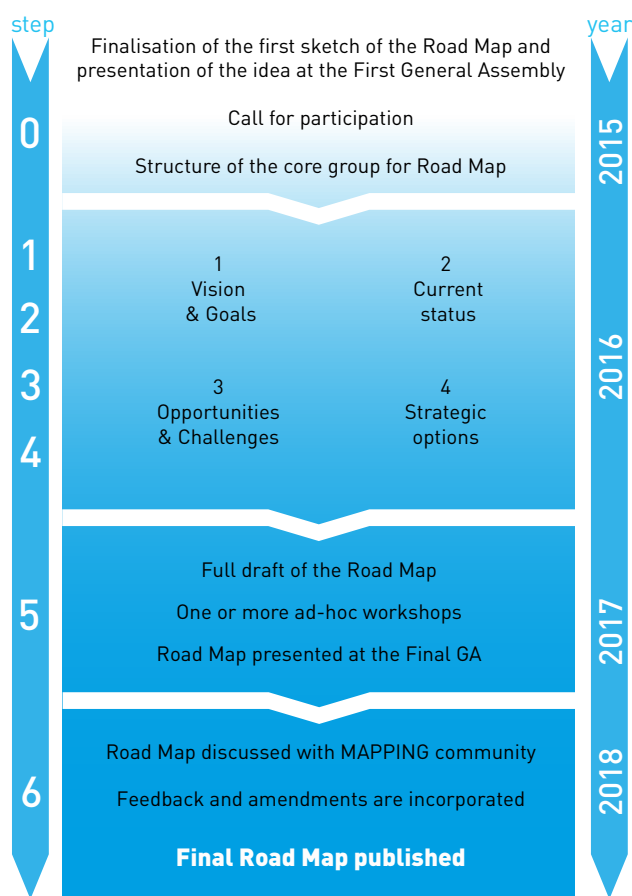 step
year
Finalisation of the first sketch of the Road Map and
presentation of the idea at the First General Assembly
0
Call for participation
2015
Structure of the core group for Road Map
1
2
3
4
2016
1
Vision
& Goals
2
Current
status
3
Opportunities
& Challenges
4
Strategic
options
5
Full draft of the Road Map
One or more ad-hoc workshops
Road Map presented at the Final GA
2017
6
Road Map discussed with MAPPING community
Feedback and amendments are incorporated
Final Road Map published
2018